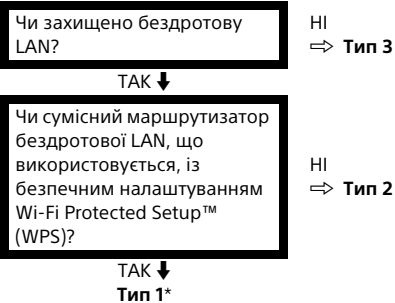 Чи захищено бездротову
LAN?
НІ
⇨ Тип 3
ТАК ⬇
Чи сумісний маршрутизатор
бездротової LAN, що
використовується, із
безпечним налаштуванням
Wi-Fi Protected Setup™
(WPS)?
НІ
⇨ Тип 2
ТАК ⬇
Тип 1*